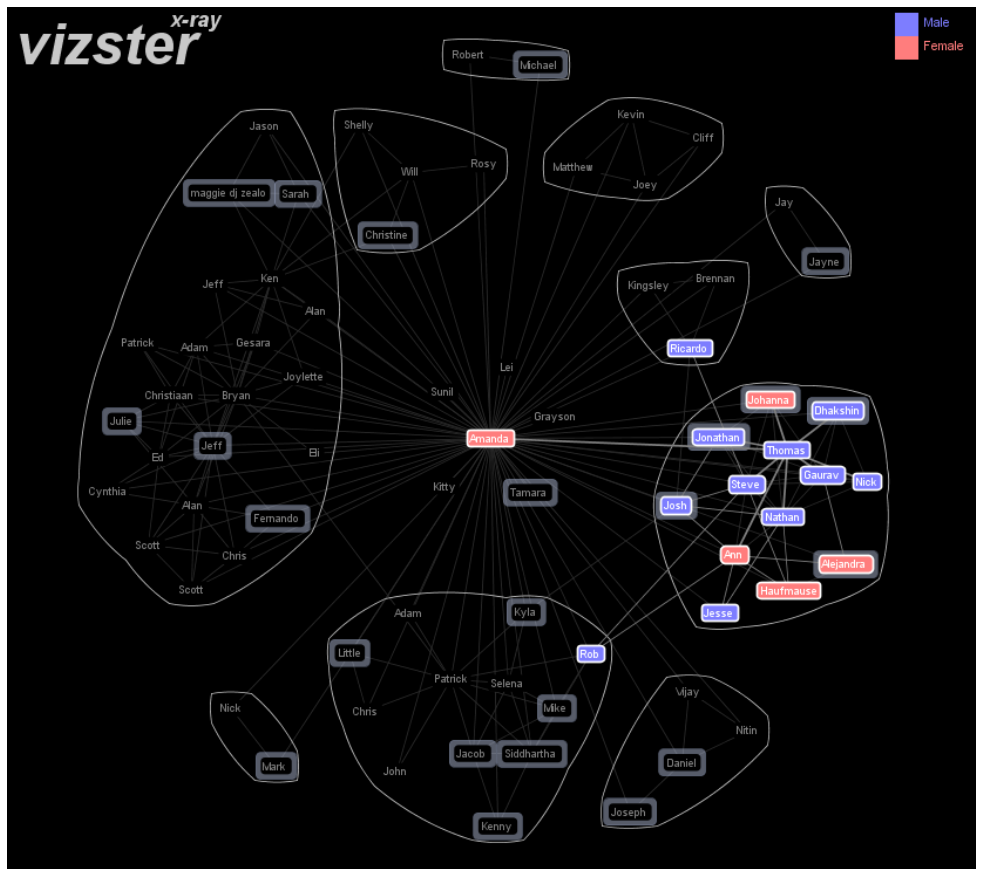 x-ray
vizster
Male
Female
Robert
Michael
Jason
Shelly
Kevin
Cliff
Will
Rosy
Matthew
Joey
maggie dj zealo
Sarah
Jay
Christine
Jayne
Jeff
Ken
Kingsley
Brennan
Alan
Patrick
Adam
Gesara
Ricardo
Lei
Joylette
Christiaan
Bryan
Sunil
Johanna
Dhakshin
Julie
Grayson
Jeff
Amanda
Jonathan
Thomas
Ed
Eli
Gaurav
Nick
Steve
Cynthia
Kitty
Tamara
Alan
Josh
Fernando
Nathan
Scott
Chris
Ann
Alejandra
Scott
Haufmause
Adam
Kyla
Jesse
Little
Rob
Patrick
Selena
Vijay
Nick
Chris
Mike
Nitin
Jacob
Siddhartha
Mark
John
Daniel
Joseph
Kenny